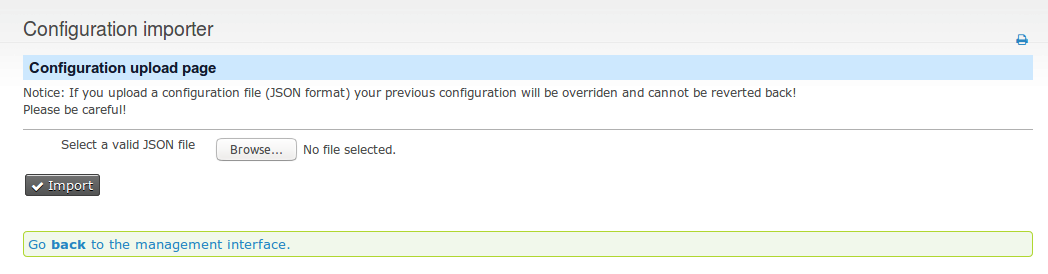 Configuration importer
Configuration upload page
Notice: If you upload a configuration file (JSON format) your previous configuration will be overriden and cannot be reverted back!
Please be careful!
Select a valid JSON file Browse... No file selected.
Import
Go back to the management interface.